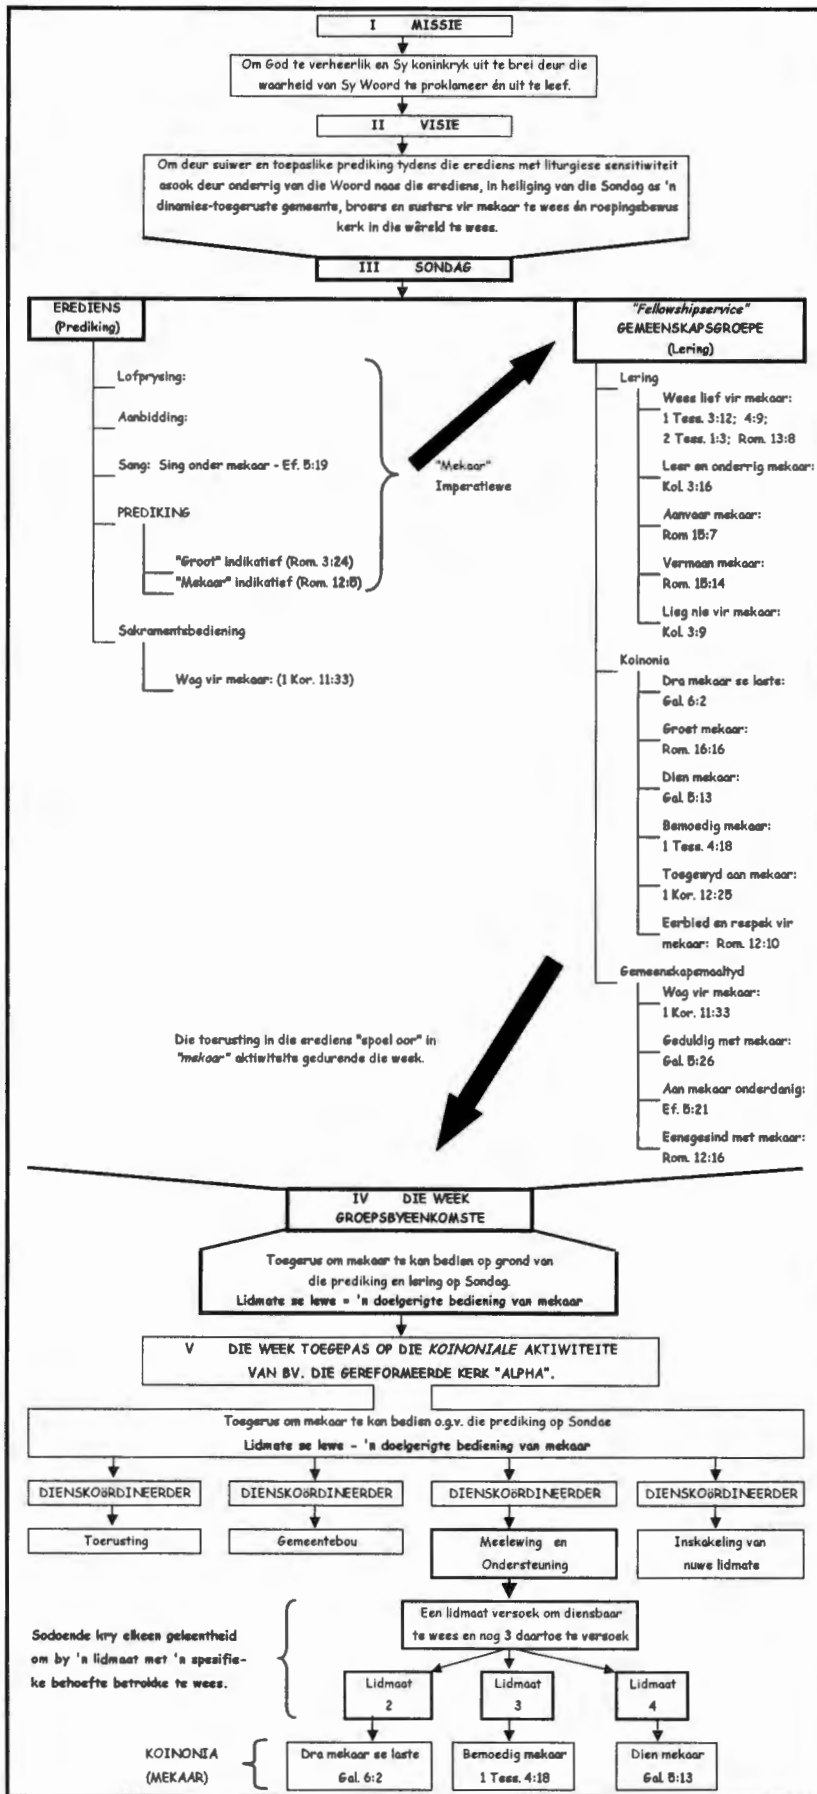 I MISSIE
Om God te verheerlik en Sy koninkryk uit te brei deur die
waarheid van Sy Woord te proklameer én uit te leef.
II VISIE
Om deur suiwer en toepaslike prediking tydens die erediens met liturgiese sensitiwiteit
asook deur onderrig van die Woord naas die erediens, in heiliging van die Sondag as 'n
dinamies-toegeruste gemeente, broers en susters vir mekaar te wees én roepingsbewus
kerk in die wêreld te wees.
III SONDAG
EREDIENS
(Prediking)
Lofprysing:
Aanbidding:
Sang: Sing onder mekaar - Ef. 5:19
PREDIKING
"Groot" indikatief (Rom. 3:24)
"Mekaar" indikatief (Rom. 12:5)
Sakramentsbediening
Wag vir mekaar: (1 Kor. 11:33)
"Mekaar"
Imperatiewe
"Fellowshipservice"
GEMEENSKAPSGROEPE
(Lering)
Lering
Wees lief vir mekaar:
1 Tess. 3:12; 4:9;
2 Tess. 1:3; Rom. 13:8
Leer en onderrig mekaar:
Kol. 3:16
Aanvaar mekaar:
Rom 15:7
Vermaan mekaar:
Rom. 15:14
Lieg nie vir mekaar:
Kol. 3:9
Koinonia
Dra mekaar se laste:
Gal. 6:2
Groet mekaar:
Rom. 16:16
Dien mekaar:
Gal. 5:13
Bemoedig mekaar:
1 Tess. 4:18
Toegewyd aan mekaar:
1 Kor. 12:25
Eerbied en respek vir
mekaar: Rom. 12:10
Gemeenskapsmaaltyd
Wag vir mekaar:
1 Kor. 11:33
Geduldig met mekaar:
Gal. 5:26
Aan mekaar onderdanig:
Ef. 5:21
Eensgesind met mekaar:
Rom. 12:16
Die toerusting in die erediens "spoel oor" in
"mekaar" aktiwiteite gedurende die week.
IV DIE WEEK
GROEPSBYEENKOMSTE
Toegerus om mekaar te kan bedien op grond van
die prediking en lering op Sondag.
Lidmate se lewe = 'n doelgerigte bediening van mekaar
V DIE WEEK TOEGEPAS OP DIE KOINONIALE AKTIWITEITE
VAN BV. DIE GEREFORMEERDE KERK "ALPHA".
Toegerus om mekaar te kan bedien o.g.v. die prediking op Sondae
Lidmate se lewe - 'n doelgerigte bediening van mekaar
DIENSKOöRDINEERDER DIENSKOöRDINEERDER DIENSKOöRDINEERDER DIENSKOöRDINEERDER
Toerusting
Gemeentebou
Meelewing en
Ondersteuning
Inskakeling van
nuwe lidmate
Een lidmaat versoek om diensbaar
te wees en nog 3 daartoe te versoek
Sodoende kry elkeen geleentheid
om by 'n lidmaat met 'n spesifie-
ke behoefte betrokke te wees.
Lidmaat
2
Lidmaat
3
Lidmaat
4
KOINONIA
(MEKAAR)
Dra mekaar se laste
Gal. 6:2
Bemoedig mekaar
1 Tess. 4:18
Dien mekaar
Gal. 5:13